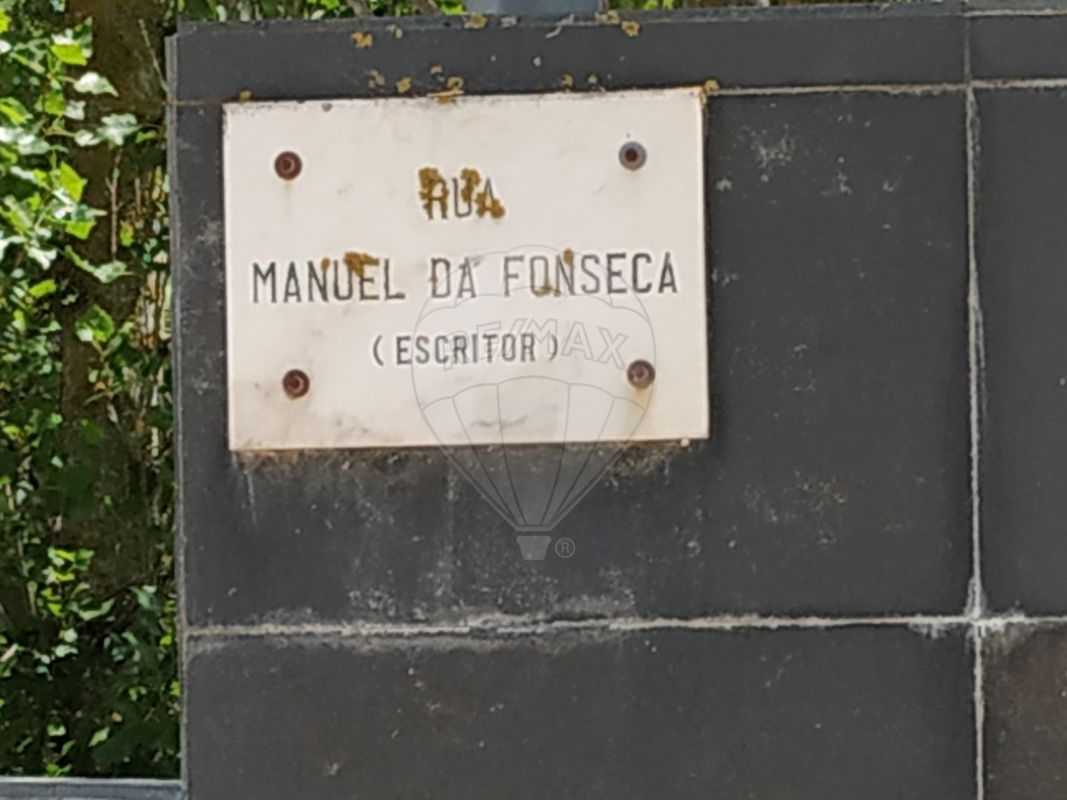 RUA
MANUEL DA FONSECA
(ESCRITOR)
RE/MAX
®